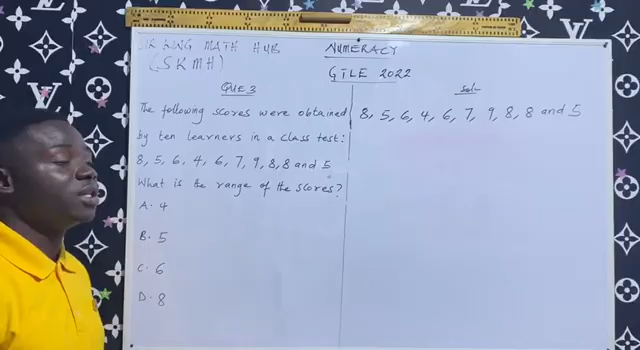 SIR KING MATH HUB
(SKMH)
NUMERACY
GTLE 2022
QUE 3
The following scores were obtained
by ten learners in a class test:
8, 5, 6, 4, 6, 7, 9, 8, 8 and 5
What is the range of the scores?
A. 4
B. 5
C. 6
D. 8
Soln
8, 5, 6, 4, 6, 7, 9, 8, 8 and 5